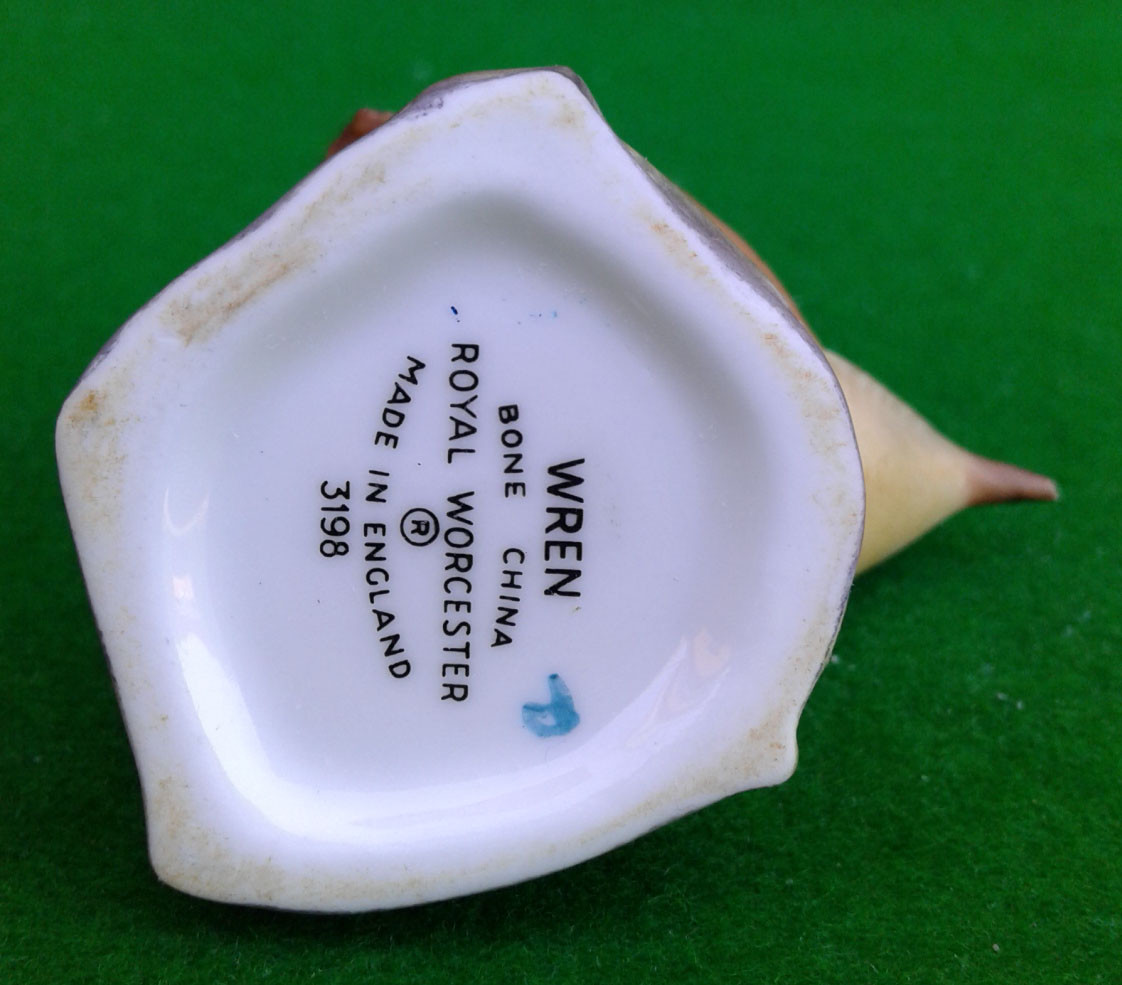 WREN
BONE CHINA
ROYAL WORCESTER
®
MADE IN ENGLAND
3198